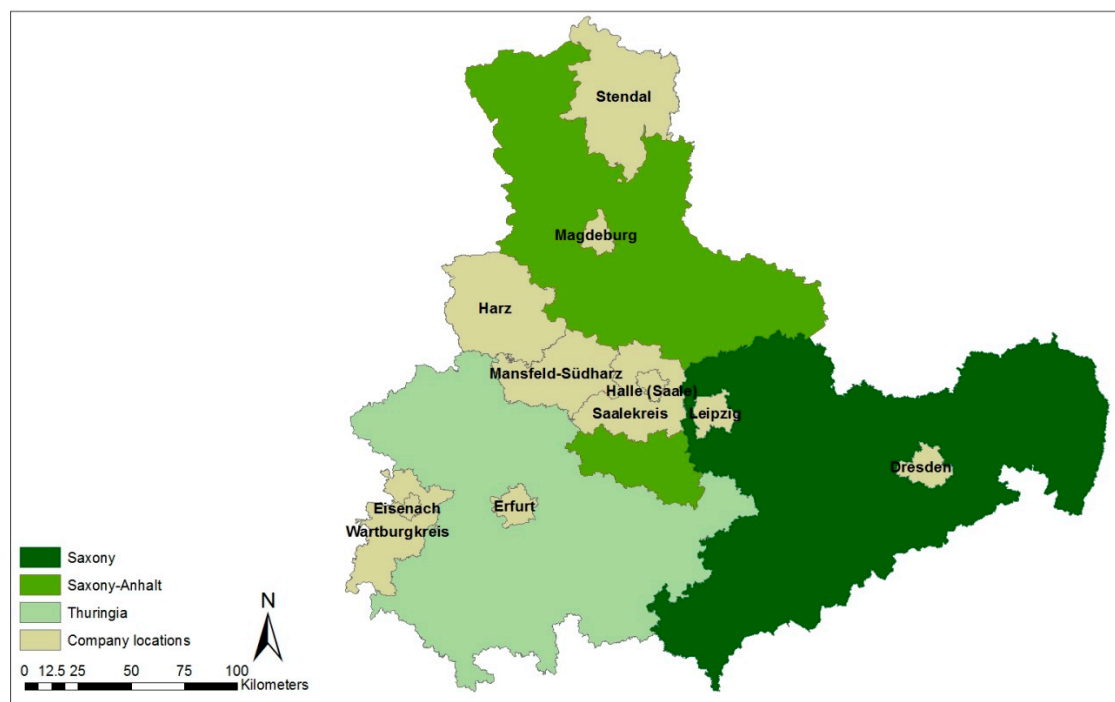 Stendal
Magdeburg
Harz
Mansfeld-Südharz
Halle (Saale)
Saalekreis
Leipzig
Dresden
Eisenach
Erfurt
Wartburgkreis
Saxony
Saxony-Anhalt
Thuringia
Company locations
N
0 12.5 25 50 75 100
Kilometers